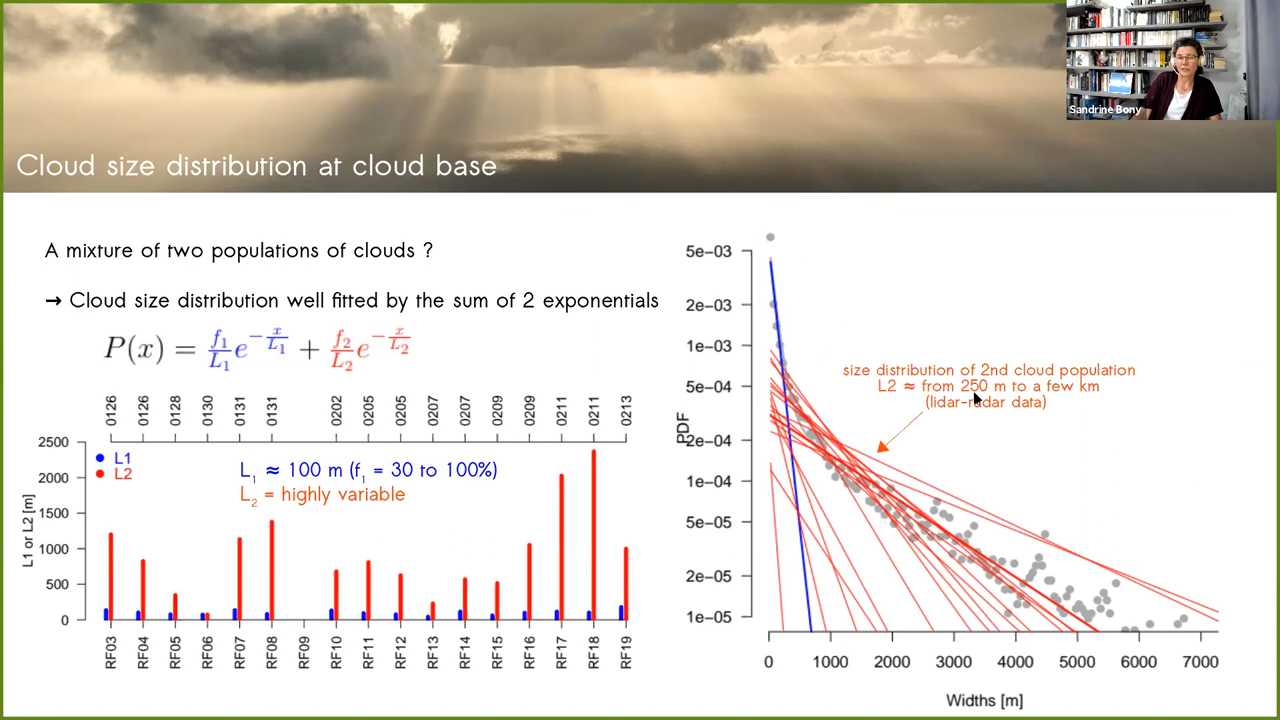 Sandrine Bony
Cloud size distribution at cloud base
A mixture of two populations of clouds ?
→ Cloud size distribution well fitted by the sum of 2 exponentials
P(x) = f₁/L₁ e^(−x/L₁) + f₂/L₂ e^(−x/L₂)
0126 0126 0128 0130 0131 0131 0202 0205 0205 0207 0207 0209 0209 0211 0211 0213
L1
L2
L₁ ≈ 100 m (f₁ = 30 to 100%)
L₂ = highly variable
L1 or L2 [m]
2500
2000
1500
1000
500
0
RF03 RF04 RF05 RF06 RF07 RF08 RF09 RF10 RF11 RF12 RF13 RF14 RF15 RF16 RF17 RF18 RF19
size distribution of 2nd cloud population
L2 ≈ from 250 m to a few km
(lidar-radar data)
PDF
5e-03
2e-03
1e-03
5e-04
2e-04
1e-04
5e-05
2e-05
1e-05
0 1000 2000 3000 4000 5000 6000 7000
Widths [m]